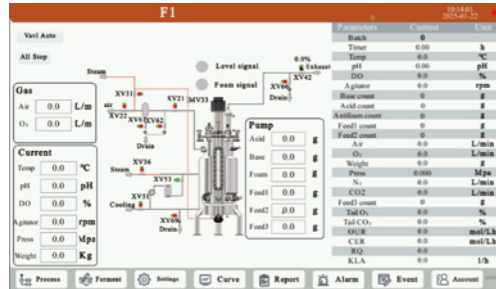 F1
10:14:01
2025-01-22
0
Vavl Auto
All Stop
Gas
Air 0.0 L/m
O₂ 0.0 L/m
Current
Temp 0.0 ℃
pH 0.0 pH
DO 0.0 %
Agitator 0.0 rpm
Press 0.0 Mpa
Weight 0.0 Kg
Steam
XV31
air
XV22
XV61
XV62
XV21
MV33
Drain
Steam
XV36
XV53
XV51
Cooling
XV69
Drain
Level signal
Foam signal
0.0%
Exhaust
XV42
XV66
Drain
Pump
Acid 0.0 g
Base 0.0 g
Foam 0.0 g
Feed1 0.0 g
Feed2 0.0 g
Feed3 0.0 g
Parameters Current Unit
Batch 0
Timer 0.00 h
Temp 0.0 ℃
pH 0.00 pH
DO 0.0 %
Agitator 0.0 rpm
Base count 0 g
Acid count 0 g
Antifoam count 0 g
Feed1 count 0 g
Feed2 count 0 g
Air 0.0 L/min
O₂ 0.0 L/min
Weight 0.0 g
Press 0.000 Mpa
N₂ 0.0 L/min
CO2 0.0 L/min
Feed3 count 0 g
Tail O₂ 0.0 %
Tail CO₂ 0.0 %
OUR 0.0 mol/Lh
CER 0.0 mol/Lh
RQ 0.0
KLA 0.0 1/h
Process
Forment
Settings
Curve
Report
Alarm
Event
Account